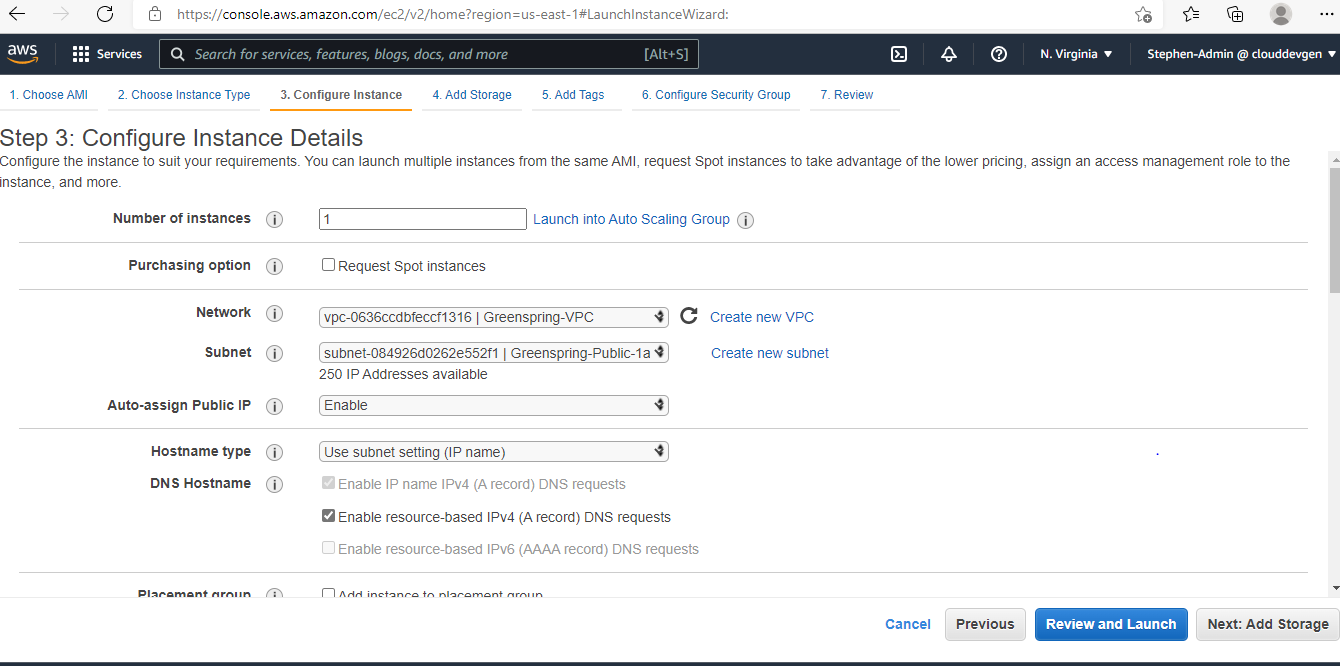 https://console.aws.amazon.com/ec2/v2/home?region=us-east-1#LaunchInstanceWizard:
aws Services Search for services, features, blogs, docs, and more [Alt+S] N. Virginia ▼ Stephen-Admin @ clouddevgen ▼
1. Choose AMI 2. Choose Instance Type 3. Configure Instance 4. Add Storage 5. Add Tags 6. Configure Security Group 7. Review
Step 3: Configure Instance Details
Configure the instance to suit your requirements. You can launch multiple instances from the same AMI, request Spot instances to take advantage of the lower pricing, assign an access management role to the
instance, and more.
Number of instances i 1 Launch into Auto Scaling Group i
Purchasing option i Request Spot instances
Network i vpc-0636ccdbfeccf1316 | Greenspring-VPC Create new VPC
Subnet i subnet-084926d0262e552f1 | Greenspring-Public-1a Create new subnet
250 IP Addresses available
Auto-assign Public IP i Enable
Hostname type i Use subnet setting (IP name)
DNS Hostname i Enable IP name IPv4 (A record) DNS requests
Enable resource-based IPv4 (A record) DNS requests
Enable resource-based IPv6 (AAAA record) DNS requests
Placement group i Add instance to placement group
Cancel Previous Review and Launch Next: Add Storage